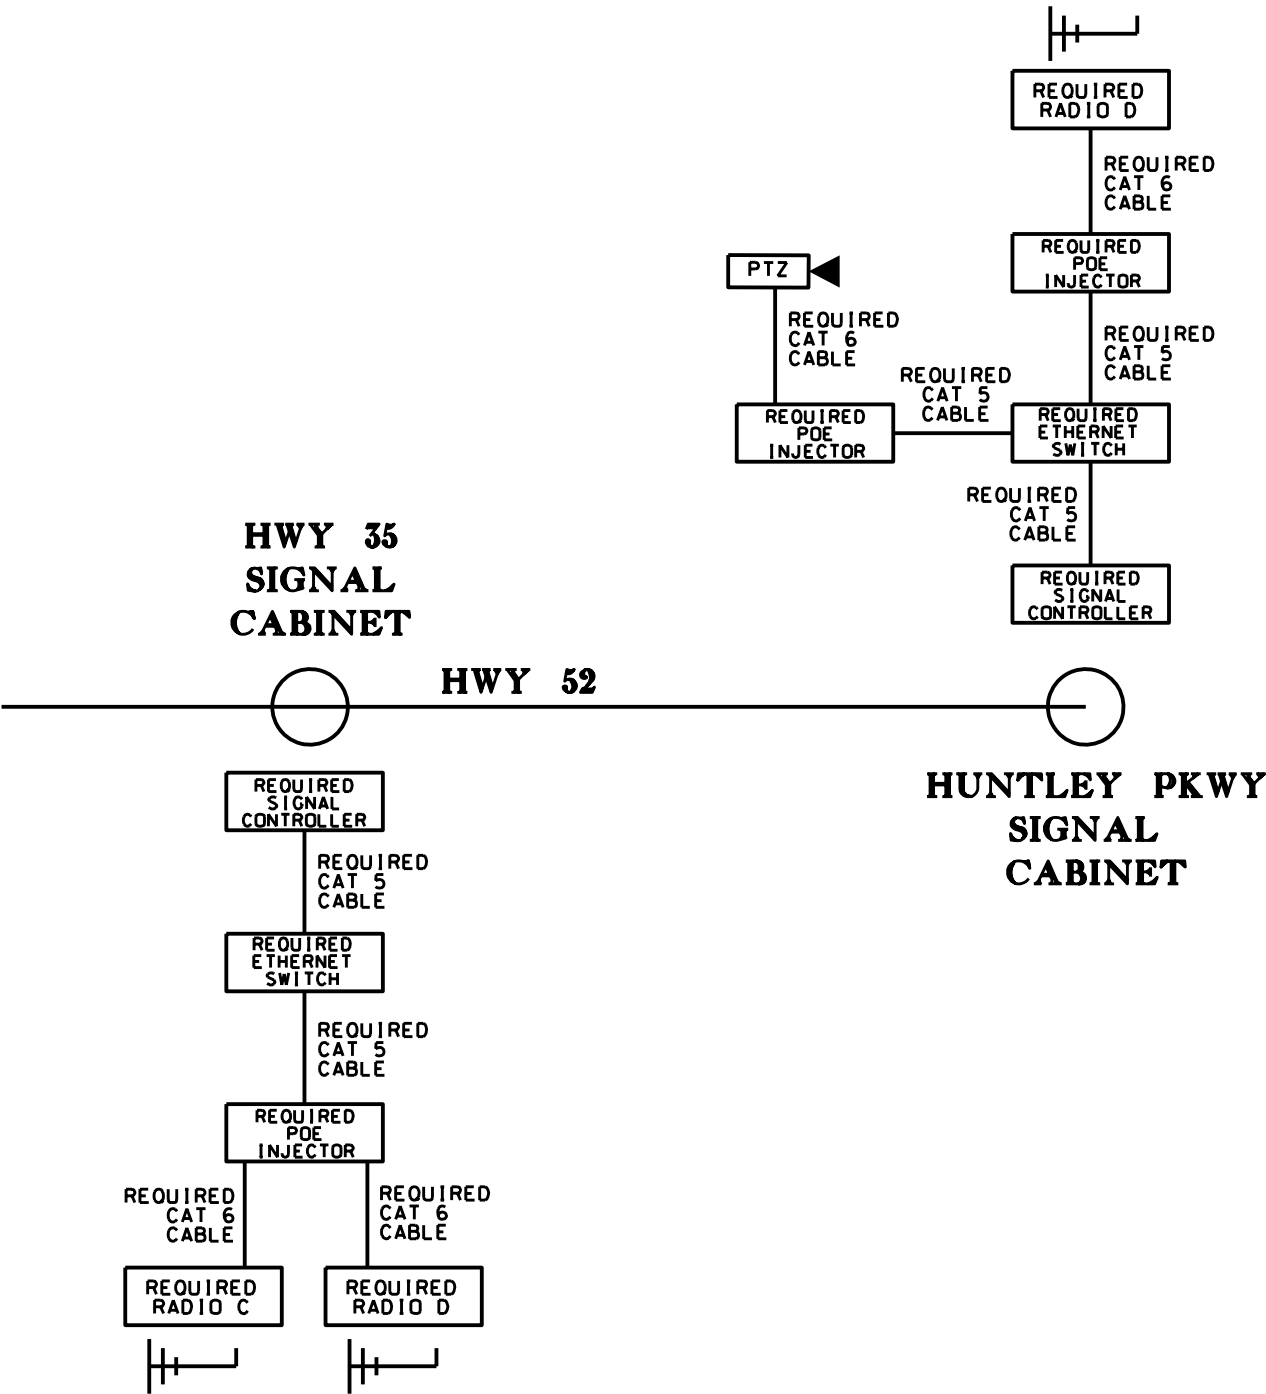 REQUIRED
RADIO D
REQUIRED
CAT 6
CABLE
REQUIRED
POE
INJECTOR
PTZ
REQUIRED
CAT 6
CABLE
REQUIRED
CAT 5
CABLE
REQUIRED
CAT 5
CABLE
REQUIRED
POE
INJECTOR
REQUIRED
ETHERNET
SWITCH
REQUIRED
CAT 5
CABLE
REQUIRED
SIGNAL
CONTROLLER
HWY 35
SIGNAL
CABINET
HWY 52
HUNTLEY PKWY
SIGNAL
CABINET
REQUIRED
SIGNAL
CONTROLLER
REQUIRED
CAT 5
CABLE
REQUIRED
ETHERNET
SWITCH
REQUIRED
CAT 5
CABLE
REQUIRED
POE
INJECTOR
REQUIRED
CAT 6
CABLE
REQUIRED
CAT 6
CABLE
REQUIRED
RADIO C
REQUIRED
RADIO D